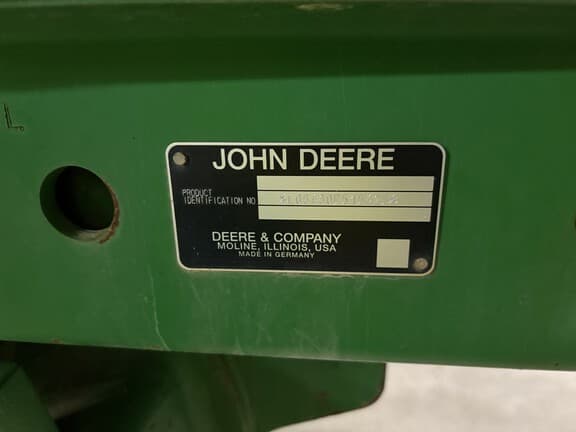 L
JOHN DEERE
PRODUCT
IDENTIFICATION NO
DEERE & COMPANY
MOLINE, ILLINOIS, USA
MADE IN GERMANY